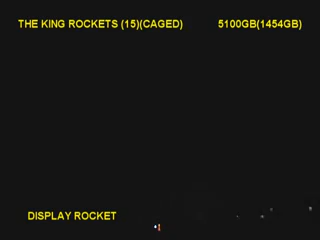 THE KING ROCKETS (15)(CAGED) 5100GB(1454GB)
DISPLAY ROCKET